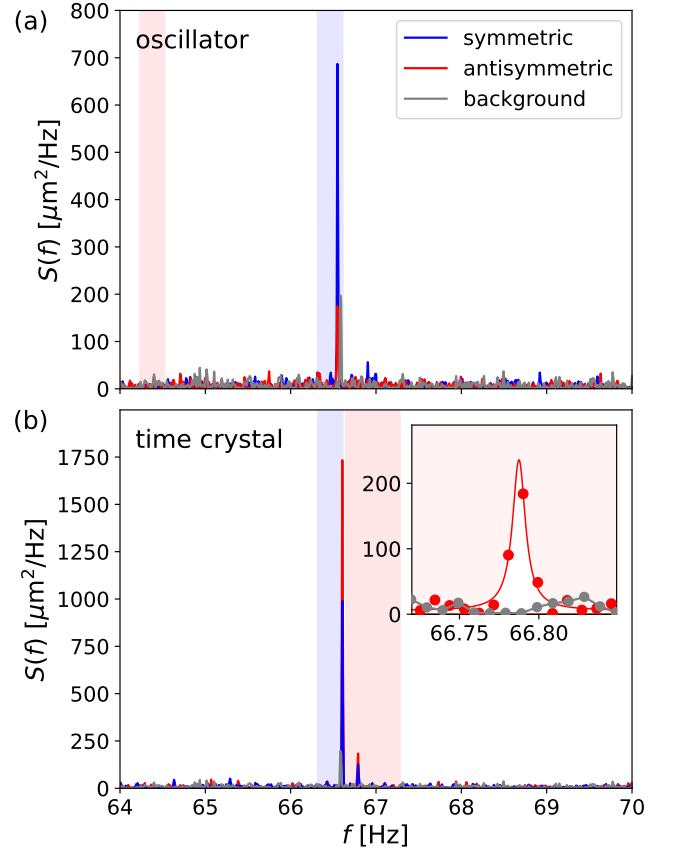 (a)
oscillator
symmetric
antisymmetric
background
800
700
600
500
400
300
200
100
0
S(f) [μm²/Hz]
(b)
time crystal
1750
1500
1250
1000
750
500
250
0
S(f) [μm²/Hz]
200
100
0
66.75 66.80
64 65 66 67 68 69 70
f [Hz]